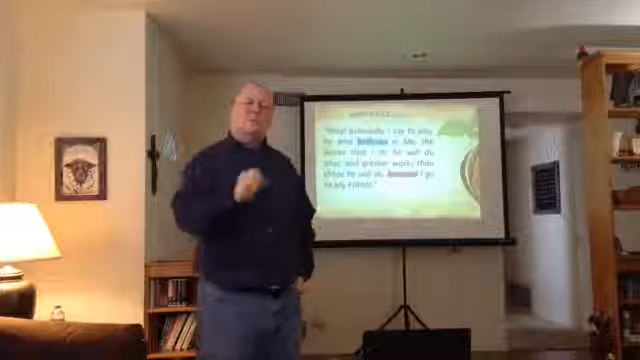 "Most assuredly I say to you,
he who believes in Me, the
works that I do he will do
also; and greater works than
these he will do, because I go
to My Father."